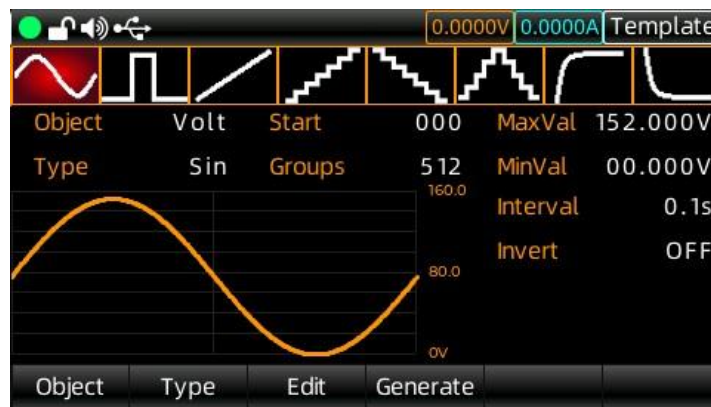 0.0000V 0.0000A Template
Object Volt Start 000 MaxVal 152.000V
Type Sin Groups 512 MinVal 00.000V
160.0
Interval 0.1s
Invert OFF
80.0
0V
Object Type Edit Generate